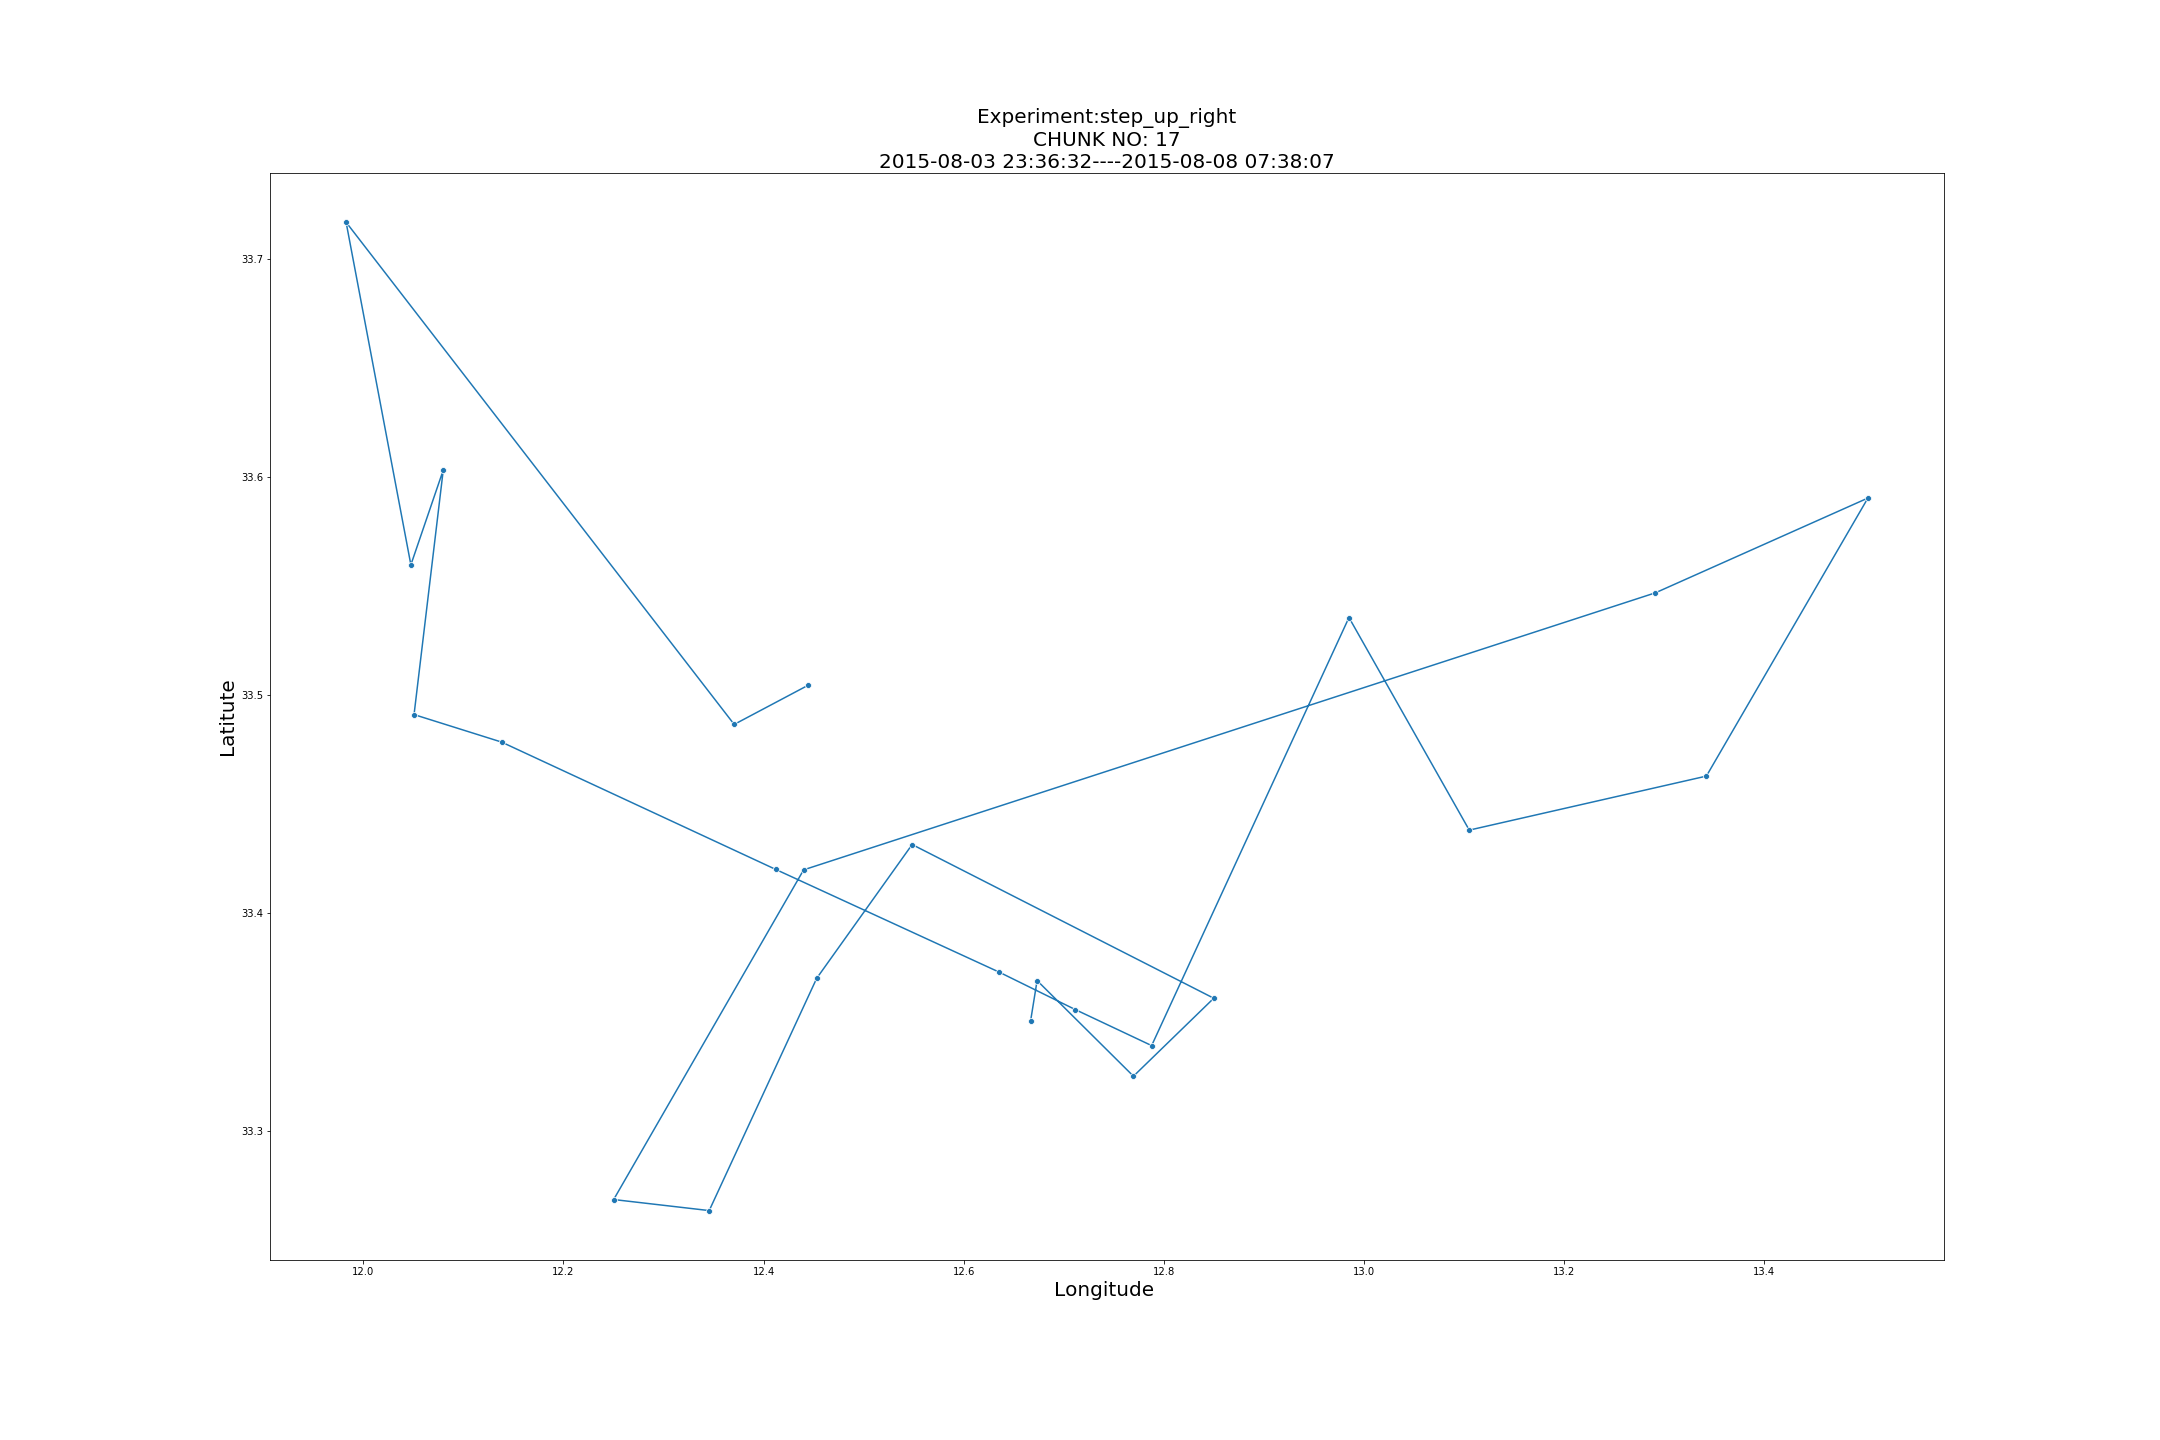 Experiment:step_up_right
CHUNK NO: 17
2015-08-03 23:36:32----2015-08-08 07:38:07
33.7
33.6
33.5
33.4
33.3
Latitute
12.0 12.2 12.4 12.6 12.8 13.0 13.2 13.4
Longitude